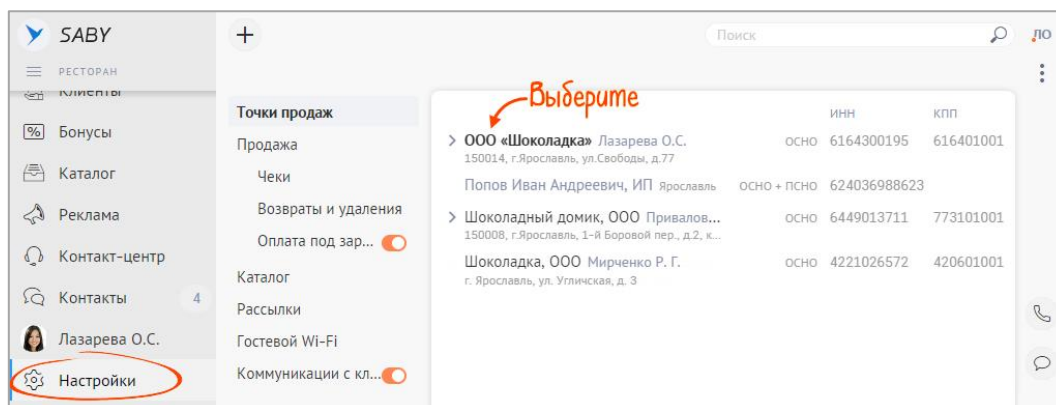 SABY
РЕСТОРАН
Клиенты
Бонусы
Каталог
Реклама
Контакт-центр
Контакты 4
Лазарева О.С.
Настройки
Точки продаж
Продажа
Чеки
Возвраты и удаления
Оплата под зар...
Каталог
Рассылки
Гостевой Wi-Fi
Коммуникации с кл...
Поиск
ЛО
Выберите
ИНН КПП
ООО «Шоколадка» Лазарева О.С. ОСНО 6164300195 616401001
150014, г.Ярославль, ул.Свободы, д.77
Попов Иван Андреевич, ИП Ярославль ОСНО + ПСНО 624036988623
Шоколадный домик, ООО Привалов... ОСНО 6449013711 773101001
150008, г.Ярославль, 1-й Боровой пер., д.2, к...
Шоколадка, ООО Мирченко Р. Г. ОСНО 4221026572 420601001
г. Ярославль, ул. Угличская, д. 3